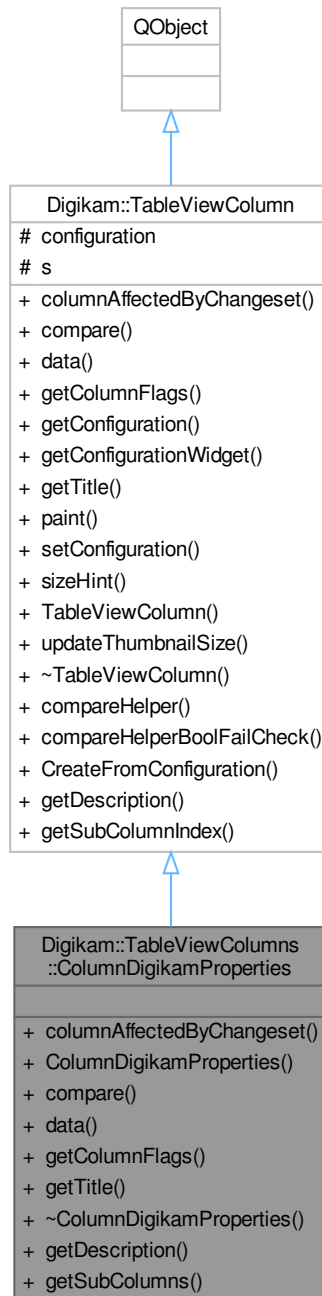 QObject
Digikam::TableViewColumn
# configuration
# s
+ columnAffectedByChangeset()
+ compare()
+ data()
+ getColumnFlags()
+ getConfiguration()
+ getConfigurationWidget()
+ getTitle()
+ paint()
+ setConfiguration()
+ sizeHint()
+ TableViewColumn()
+ updateThumbnailSize()
+ ~TableViewColumn()
+ compareHelper()
+ compareHelperBoolFailCheck()
+ CreateFromConfiguration()
+ getDescription()
+ getSubColumnIndex()
Digikam::TableViewColumns
::ColumnDigikamProperties
+ columnAffectedByChangeset()
+ ColumnDigikamProperties()
+ compare()
+ data()
+ getColumnFlags()
+ getTitle()
+ ~ColumnDigikamProperties()
+ getDescription()
+ getSubColumns()